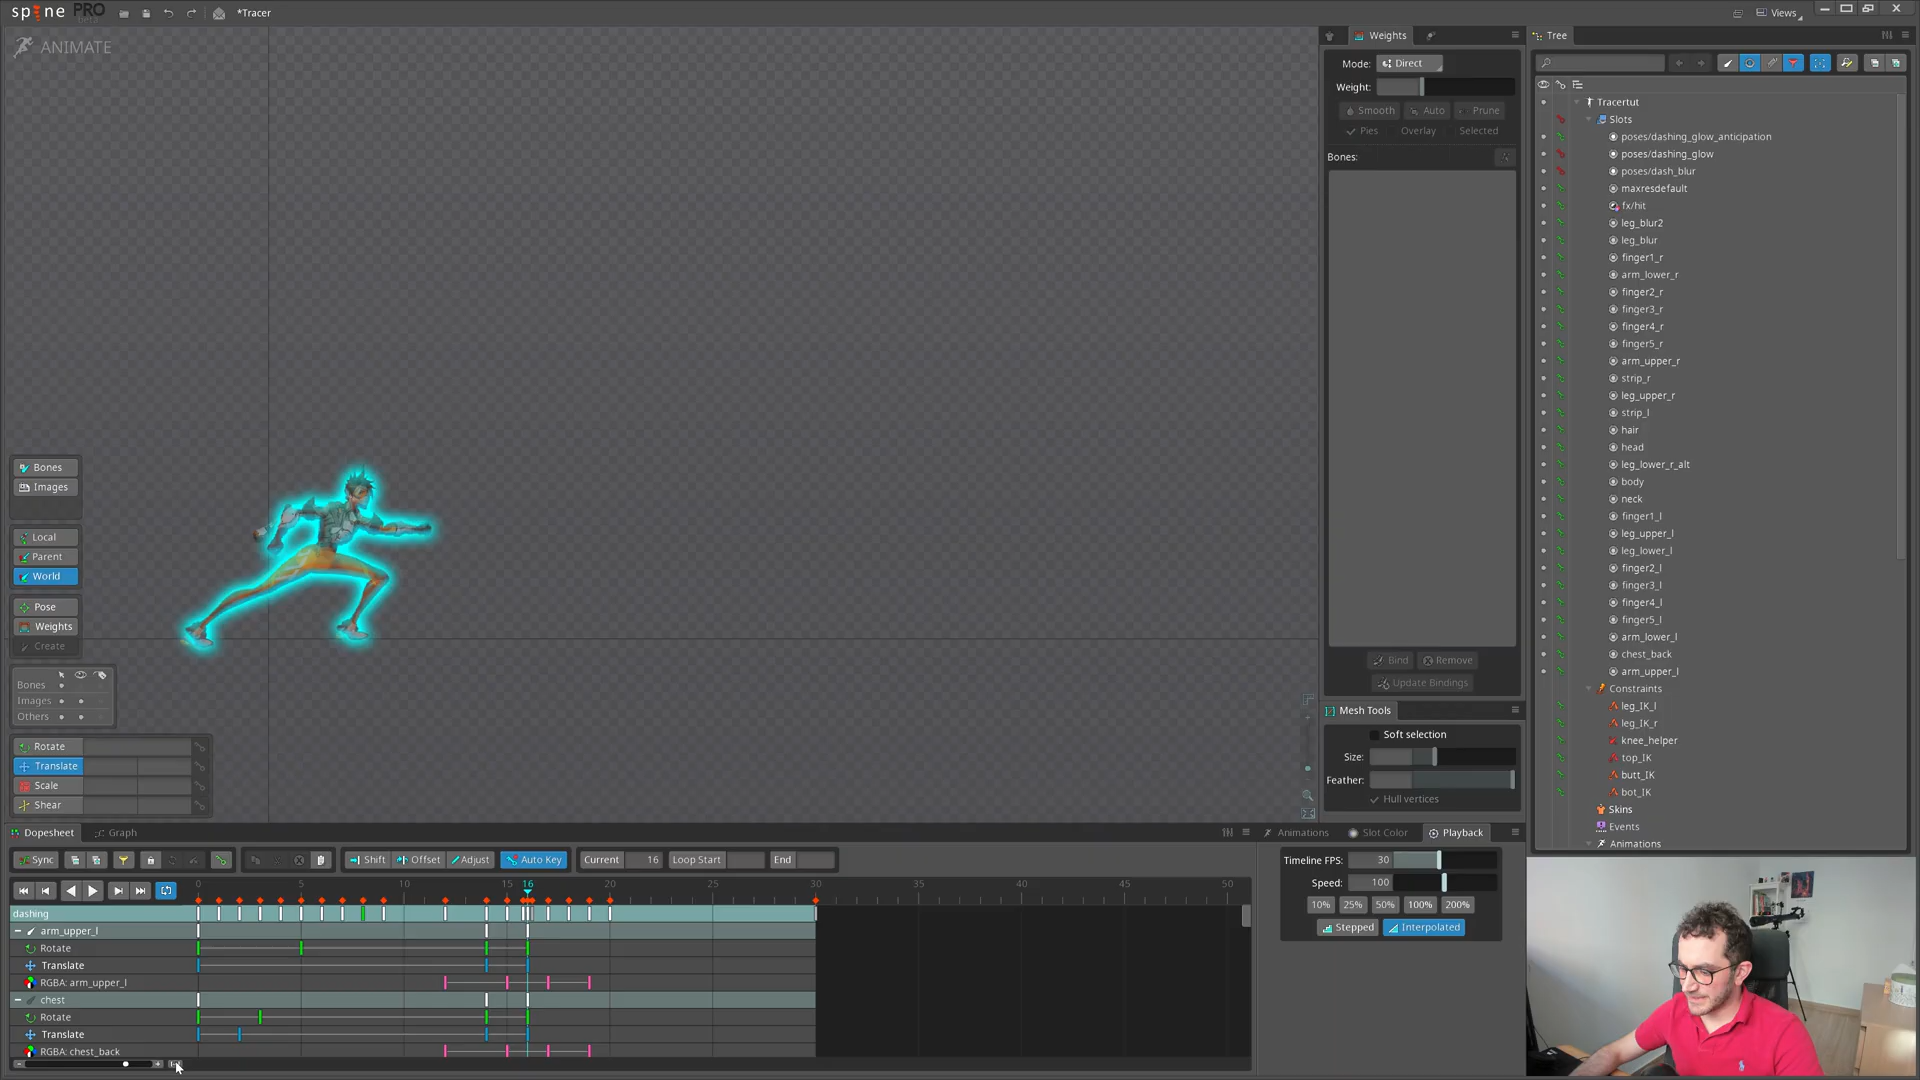 spine PRO
*Tracer
Views
ANIMATE
Weights
Mode:
Direct
Weight:
Smooth
Auto
Prune
Pies
Overlay
Selected
Bones:
Bind
Remove
Update Bindings
Mesh Tools
Soft selection
Size:
Feather:
Hull vertices
Tree
Tracertut
Slots
poses/dashing_glow_anticipation
poses/dashing_glow
poses/dash_blur
maxresdefault
fx/hit
leg_blur2
leg_blur
finger1_r
arm_lower_r
finger2_r
finger3_r
finger4_r
finger5_r
arm_upper_r
strip_r
leg_upper_r
strip_l
hair
head
leg_lower_r_alt
body
neck
finger1_l
leg_upper_l
leg_lower_l
finger2_l
finger3_l
finger4_l
finger5_l
arm_lower_l
chest_back
arm_upper_l
Constraints
leg_IK_l
leg_IK_r
knee_helper
top_IK
butt_IK
bot_IK
Skins
Events
Animations
Bones
Images
Local
Parent
World
Pose
Weights
Create
Bones
Images
Others
Rotate
Translate
Scale
Shear
Dopesheet
Graph
Sync
Shift
Offset
Adjust
Auto Key
Current 16
Loop Start
End
0 5 10 15 16 20 25 30 35 40 45 50
dashing
arm_upper_l
Rotate
Translate
RGBA: arm_upper_l
chest
Rotate
Translate
RGBA: chest_back
Animations
Slot Color
Playback
Timeline FPS: 30
Speed: 100
10% 25% 50% 100% 200%
Stepped
Interpolated